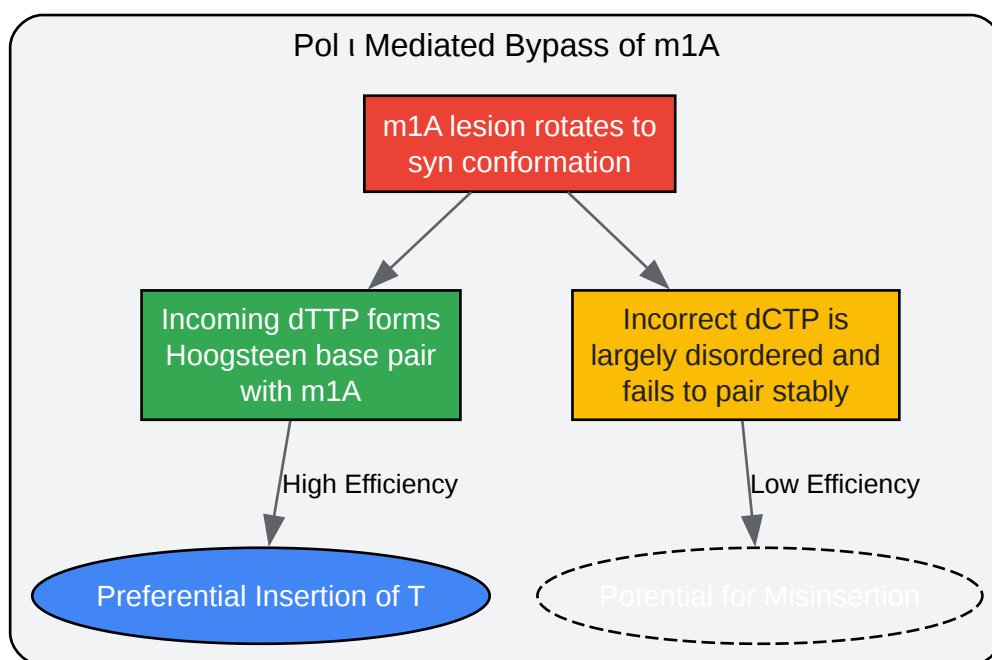 Pol ι Mediated Bypass of m1A
m1A lesion rotates to
syn conformation
Incoming dTTP forms
Hoogsteen base pair
with m1A
Incorrect dCTP is
largely disordered and
fails to pair stably
High Efficiency
Low Efficiency
Preferential Insertion of T
Potential for Misinsertion